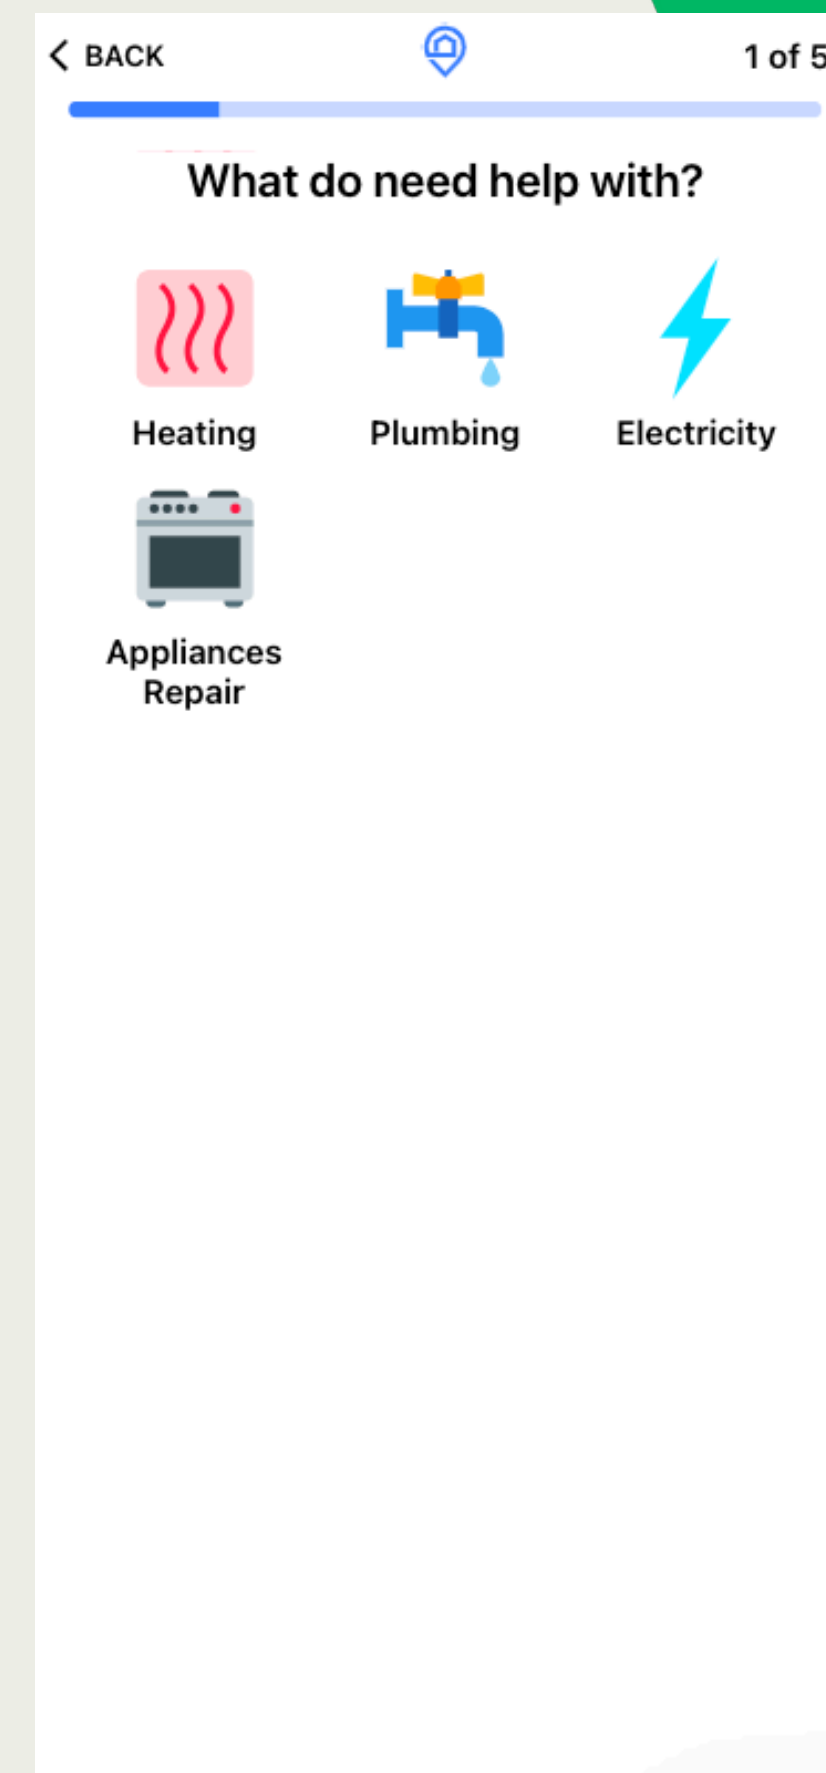 BACK
1 of 5
What do need help with?
Heating
Plumbing
Electricity
Appliances
Repair